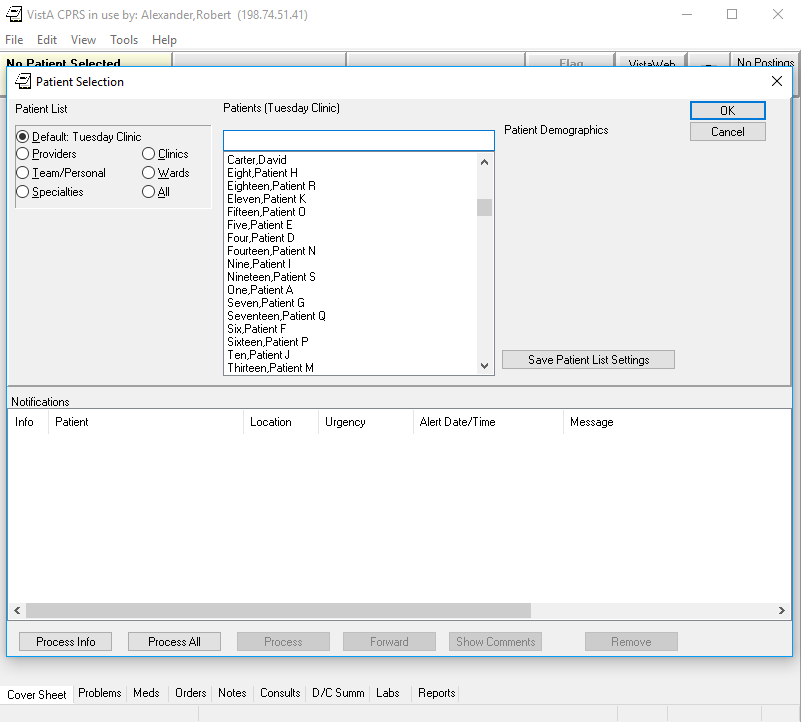 VistA CPRS in use by: Alexander,Robert (198.74.51.41)
File Edit View Tools Help
No Patient Selected
Flag
VistaWeb
No Postings
Patient Selection
Patient List
Default: Tuesday Clinic
Providers
Clinics
Team/Personal
Wards
Specialties
All
Patients (Tuesday Clinic)
Carter,David
Eight,Patient H
Eighteen,Patient R
Eleven,Patient K
Fifteen,Patient O
Five,Patient E
Four,Patient D
Fourteen,Patient N
Nine,Patient I
Nineteen,Patient S
One,Patient A
Seven,Patient G
Seventeen,Patient Q
Six,Patient F
Sixteen,Patient P
Ten,Patient J
Thirteen,Patient M
Patient Demographics
OK
Cancel
Save Patient List Settings
Notifications
Info Patient Location Urgency Alert Date/Time Message
Process Info Process All Process Forward Show Comments Remove
Cover Sheet Problems Meds Orders Notes Consults D/C Summ Labs Reports